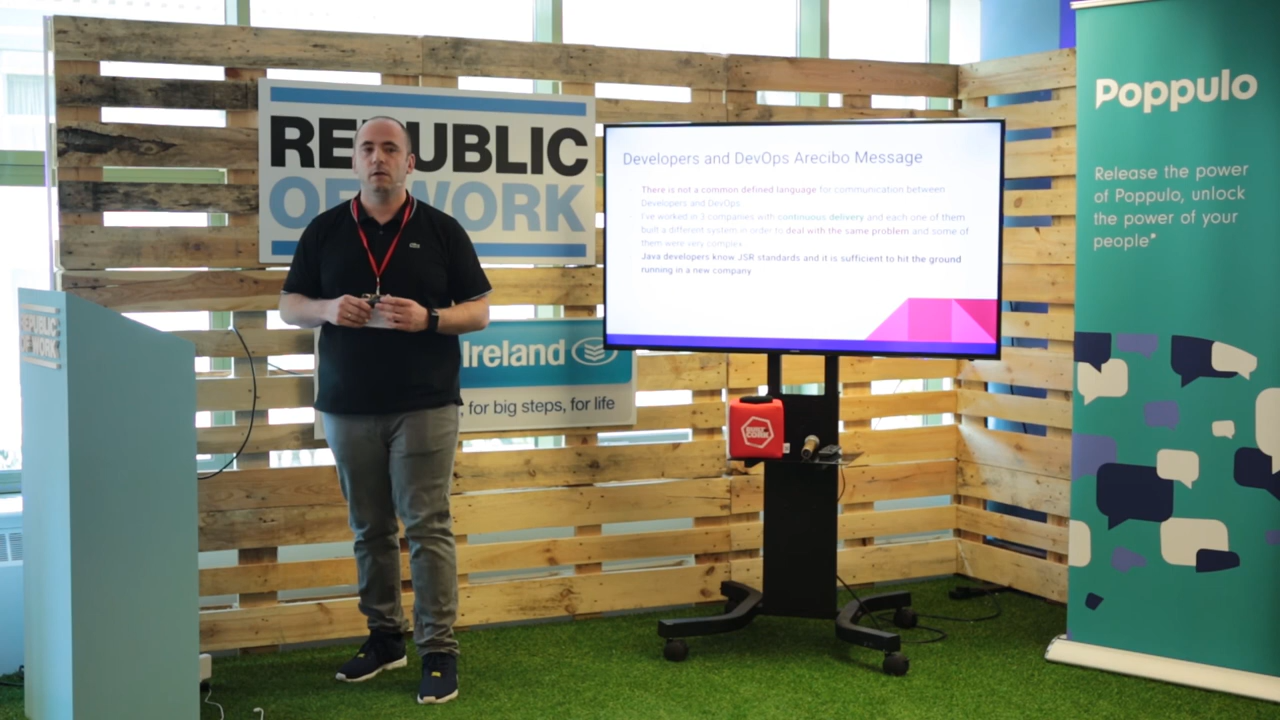 REPUBLIC
OF WORK
REPUBLIC
OF WORK
Ireland
, for big steps, for life
Developers and DevOps Arecibo Message
There is not a common defined language for communication between
Developers and DevOps
I've worked in 3 companies with continuous delivery and each one of them
built a different system in order to deal with the same problem and some of
them were very complex
Java developers know JSR standards and it is sufficient to hit the ground
running in a new company
BUILT
CORK
Poppulo
Release the power
of Poppulo, unlock
the power of your
people"